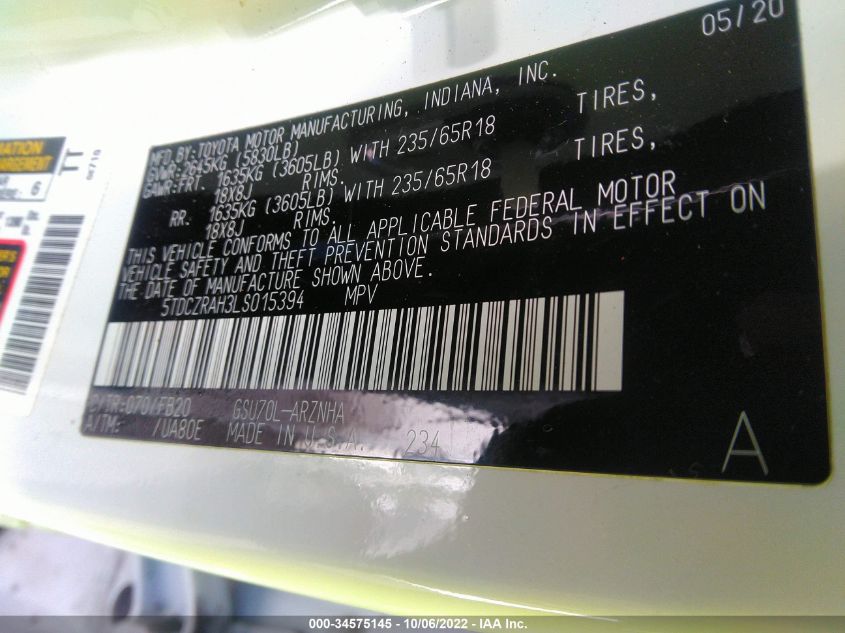 05/20
MFD.BY:TOYOTA MOTOR MANUFACTURING, INDIANA, INC.
GVWR:2645KG (5830LB)
GAWR:FRT. 1635KG (3605LB) WITH 235/65R18 TIRES,
18X8J RIMS.
RR. 1635KG (3605LB) WITH 235/65R18 TIRES,
18X8J RIMS.
THIS VEHICLE CONFORMS TO ALL APPLICABLE FEDERAL MOTOR
VEHICLE SAFETY AND THEFT PREVENTION STANDARDS IN EFFECT ON
THE DATE OF MANUFACTURE SHOWN ABOVE.
5TDCZRAH3LS015394 MPV
C/TR:070/FB20 GSU70L-ARZNHA
A/TM: /UA80E MADE IN U.S.A. 234
A
TT
6
000-34575145 - 10/06/2022 - IAA Inc.